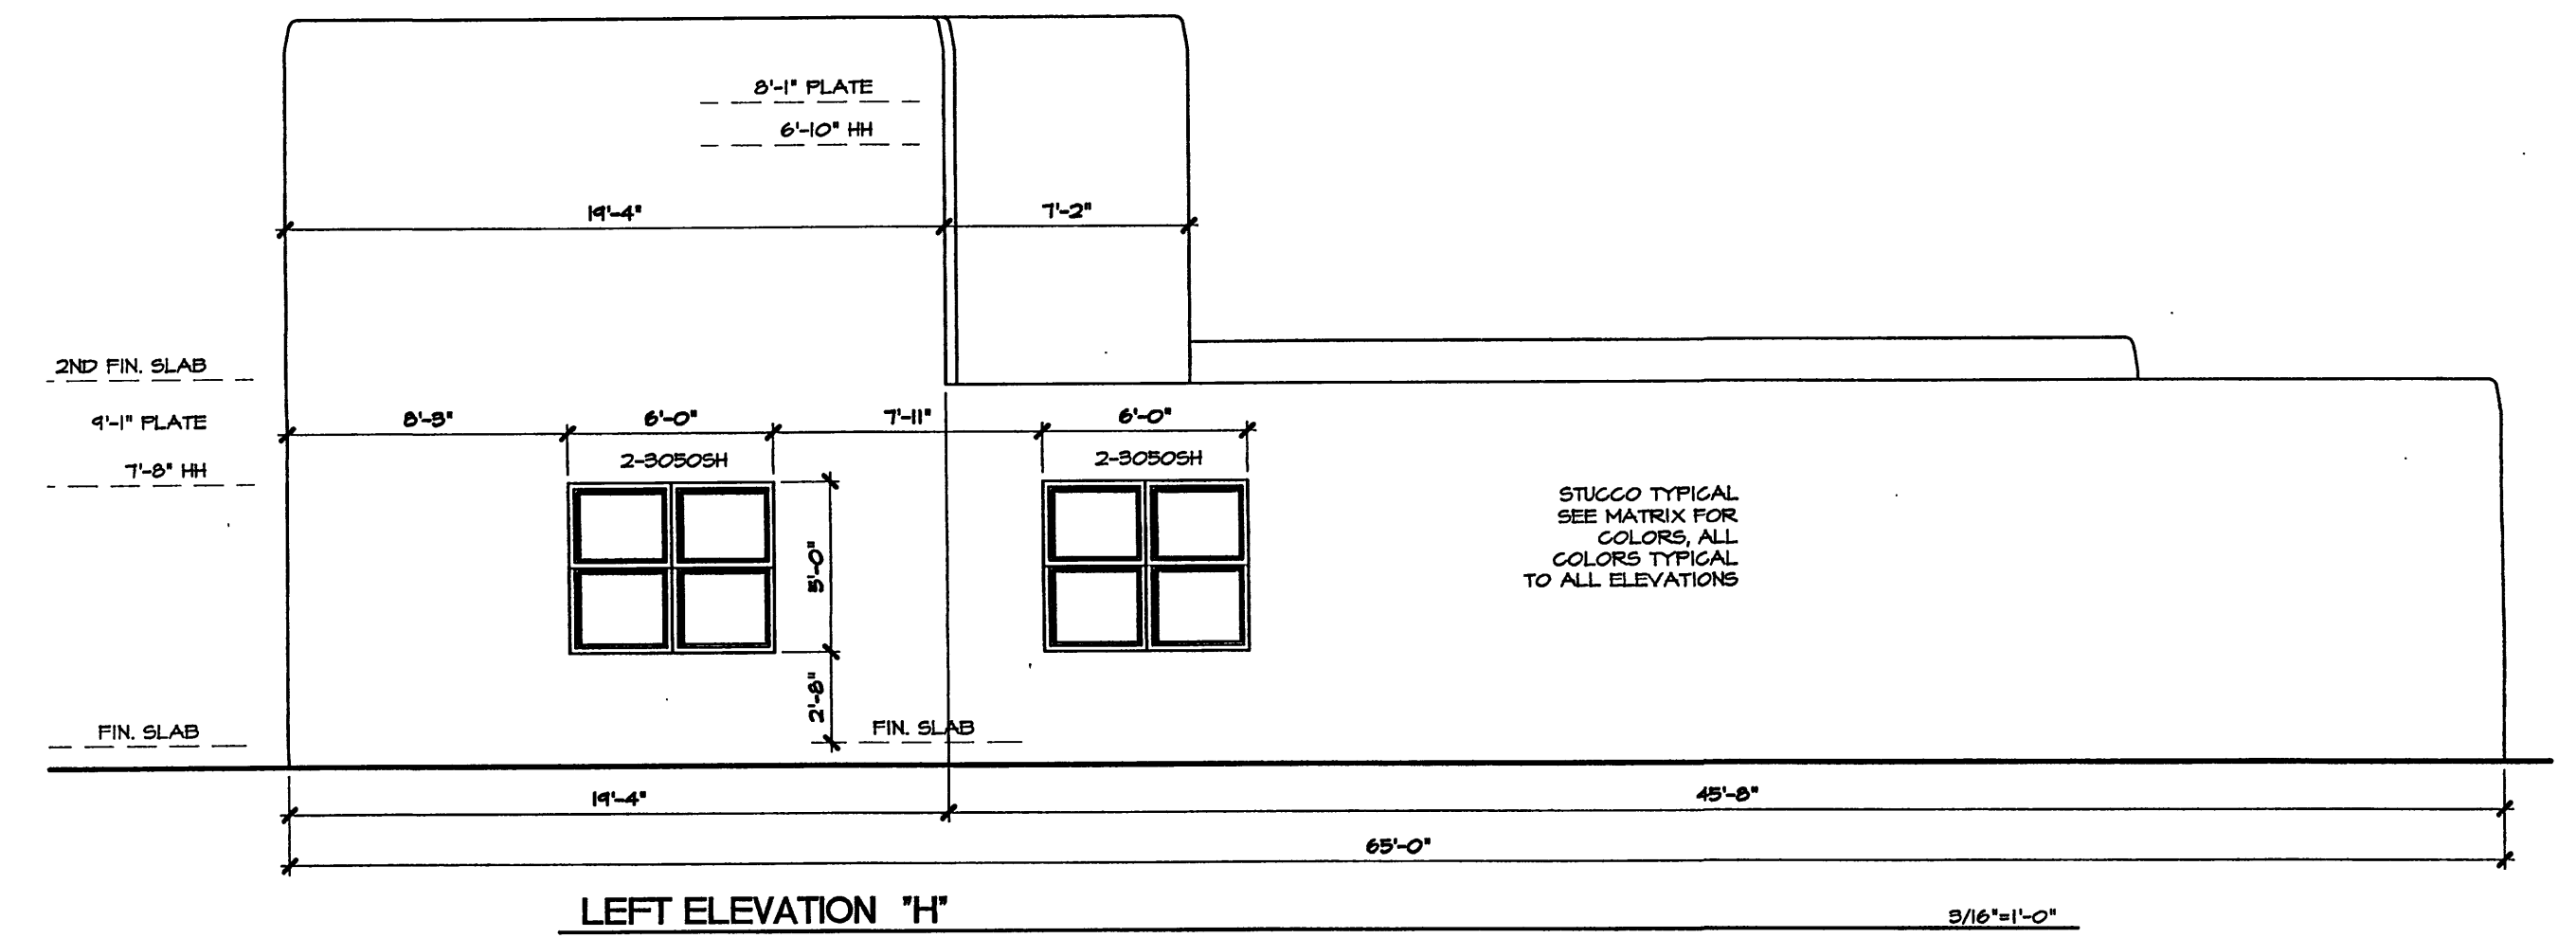 8'-1" PLATE
6'-10" HH
19'-4"
7'-2"
2ND FIN. SLAB
9'-1" PLATE
7'-8" HH
8'-3"
6'-0"
7'-11"
6'-0"
2-3050SH
2-3050SH
STUCCO TYPICAL
SEE MATRIX FOR
COLORS, ALL
COLORS TYPICAL
TO ALL ELEVATIONS
5'-0"
2'-8"
FIN. SLAB
FIN. SLAB
19'-4"
45'-8"
65'-0"
LEFT ELEVATION "H"
3/16"=1'-0"